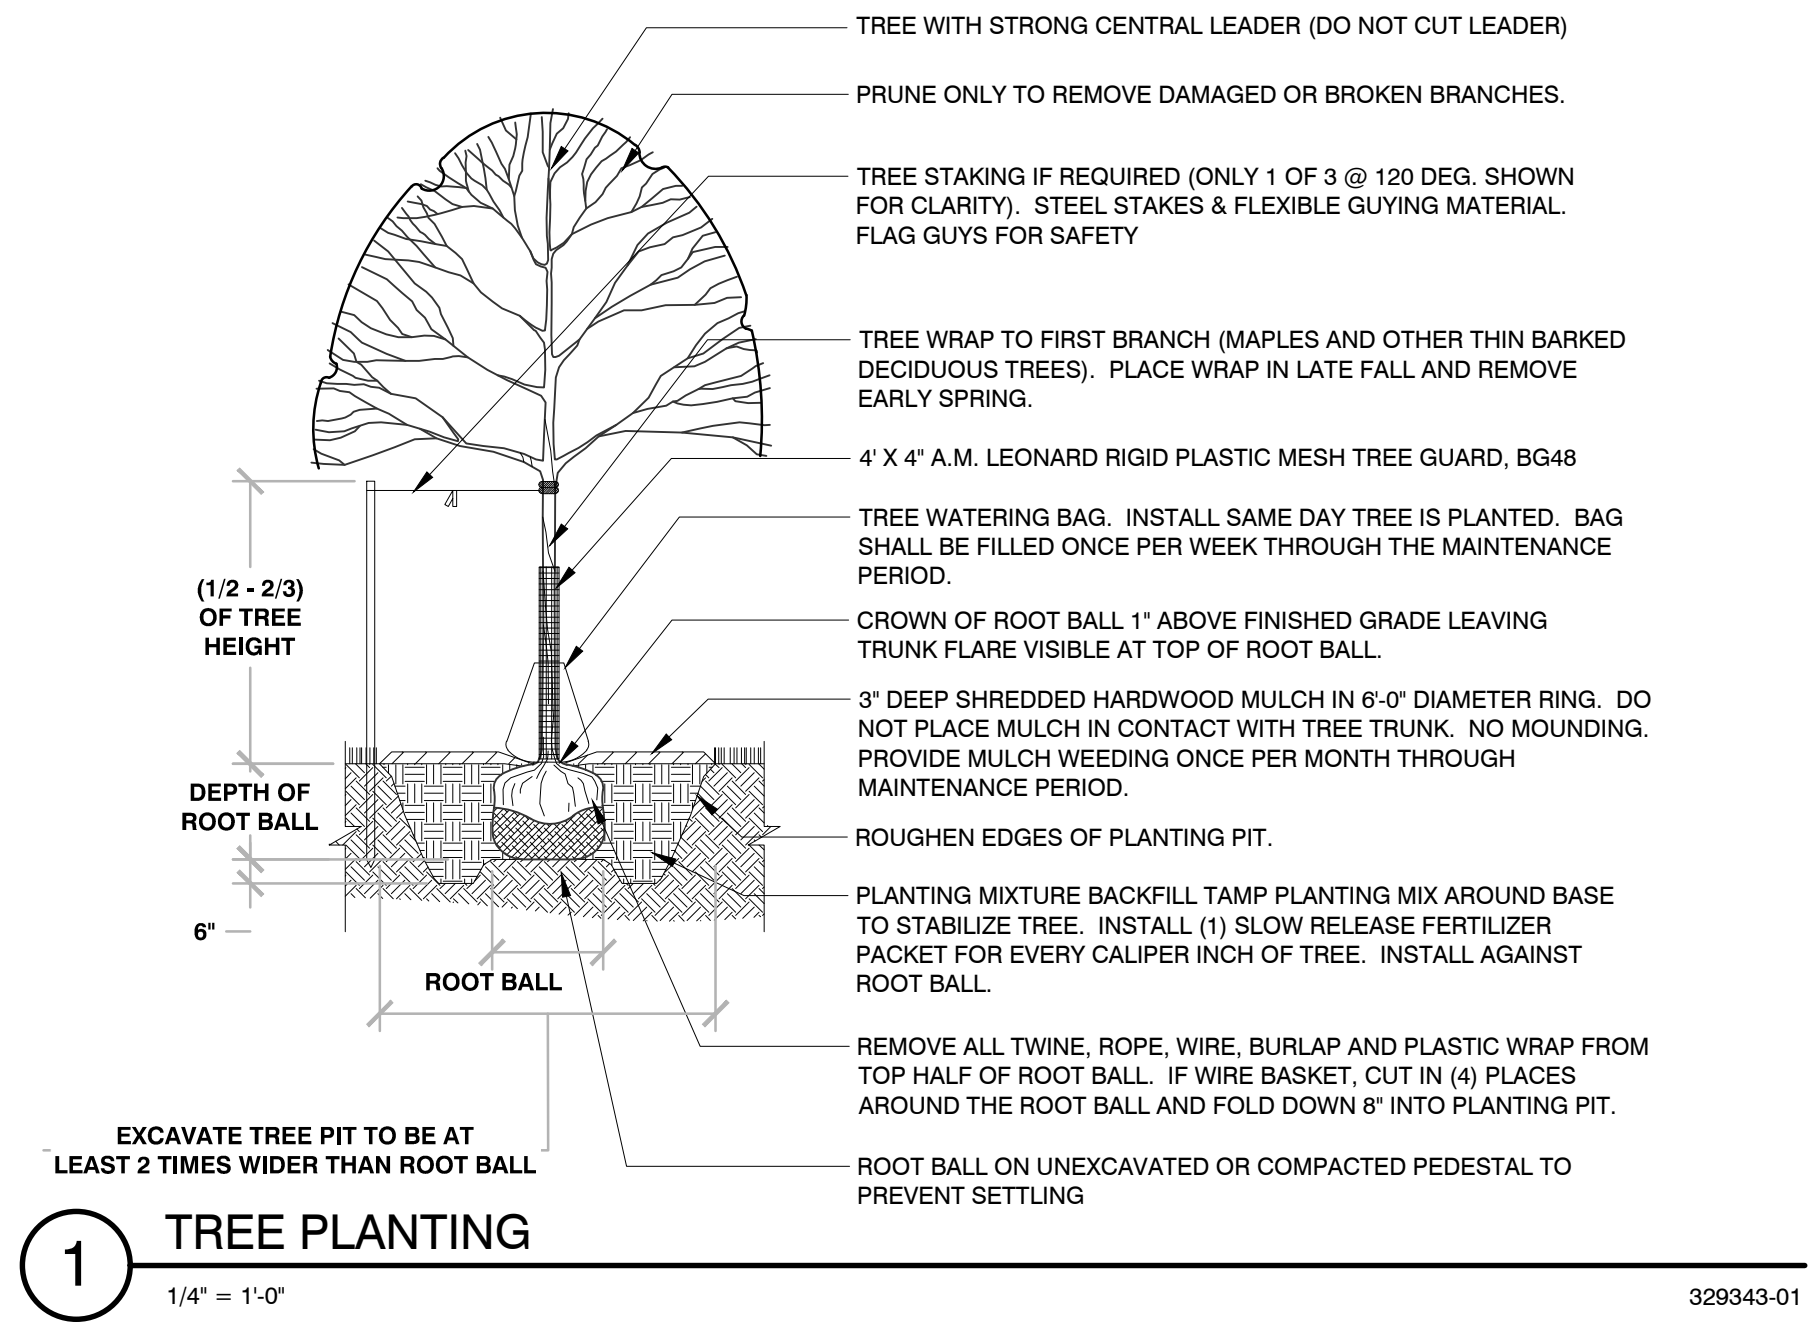 TREE WITH STRONG CENTRAL LEADER (DO NOT CUT LEADER)
PRUNE ONLY TO REMOVE DAMAGED OR BROKEN BRANCHES.
TREE STAKING IF REQUIRED (ONLY 1 OF 3 @ 120 DEG. SHOWN
FOR CLARITY).  STEEL STAKES & FLEXIBLE GUYING MATERIAL.
FLAG GUYS FOR SAFETY
TREE WRAP TO FIRST BRANCH (MAPLES AND OTHER THIN BARKED
DECIDUOUS TREES).  PLACE WRAP IN LATE FALL AND REMOVE
EARLY SPRING.
4' X 4" A.M. LEONARD RIGID PLASTIC MESH TREE GUARD, BG48
TREE WATERING BAG.  INSTALL SAME DAY TREE IS PLANTED.  BAG
SHALL BE FILLED ONCE PER WEEK THROUGH THE MAINTENANCE
PERIOD.
CROWN OF ROOT BALL 1" ABOVE FINISHED GRADE LEAVING
TRUNK FLARE VISIBLE AT TOP OF ROOT BALL.
3" DEEP SHREDDED HARDWOOD MULCH IN 6'-0" DIAMETER RING.  DO
NOT PLACE MULCH IN CONTACT WITH TREE TRUNK.  NO MOUNDING.
PROVIDE MULCH WEEDING ONCE PER MONTH THROUGH
MAINTENANCE PERIOD.
ROUGHEN EDGES OF PLANTING PIT.
PLANTING MIXTURE BACKFILL TAMP PLANTING MIX AROUND BASE
TO STABILIZE TREE.  INSTALL (1) SLOW RELEASE FERTILIZER
PACKET FOR EVERY CALIPER INCH OF TREE.  INSTALL AGAINST
ROOT BALL.
REMOVE ALL TWINE, ROPE, WIRE, BURLAP AND PLASTIC WRAP FROM
TOP HALF OF ROOT BALL.  IF WIRE BASKET, CUT IN (4) PLACES
AROUND THE ROOT BALL AND FOLD DOWN 8" INTO PLANTING PIT.
ROOT BALL ON UNEXCAVATED OR COMPACTED PEDESTAL TO
PREVENT SETTLING
(1/2 - 2/3)
OF TREE
HEIGHT
DEPTH OF
ROOT BALL
6"
ROOT BALL
EXCAVATE TREE PIT TO BE AT
LEAST 2 TIMES WIDER THAN ROOT BALL
1
TREE PLANTING
1/4" = 1'-0"
329343-01